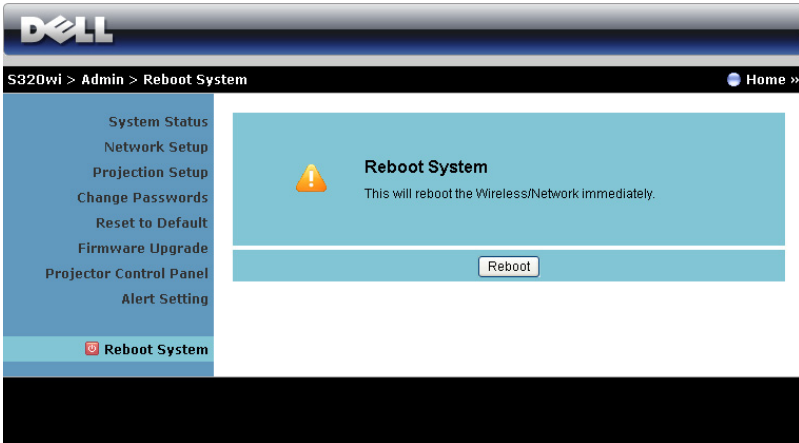 DELL
S320wi > Admin > Reboot System
Home »
System Status
Network Setup
Projection Setup
Change Passwords
Reset to Default
Firmware Upgrade
Projector Control Panel
Alert Setting
Reboot System
Reboot System
This will reboot the Wireless/Network immediately.
Reboot